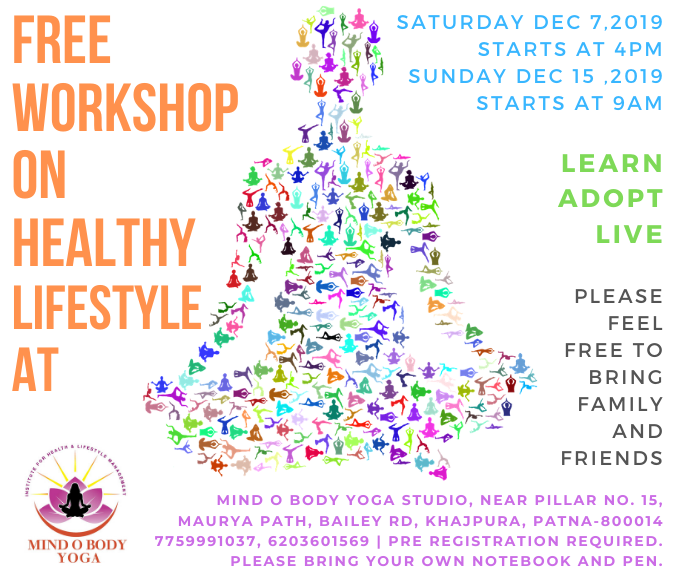 FREE
WORKSHOP
ON
HEALTHY
LIFESTYLE
AT
SATURDAY DEC 7,2019
STARTS AT 4PM
SUNDAY DEC 15 ,2019
STARTS AT 9AM
LEARN
ADOPT
LIVE
PLEASE
FEEL
FREE TO
BRING
FAMILY
AND
FRIENDS
INSTITUTE FOR HEALTH & LIFESTYLE MANAGEMENT
MIND O BODY
YOGA
MIND O BODY YOGA STUDIO, NEAR PILLAR NO. 15,
MAURYA PATH, BAILEY RD, KHAJPURA, PATNA-800014
7759991037, 6203601569 | PRE REGISTRATION REQUIRED.
PLEASE BRING YOUR OWN NOTEBOOK AND PEN.